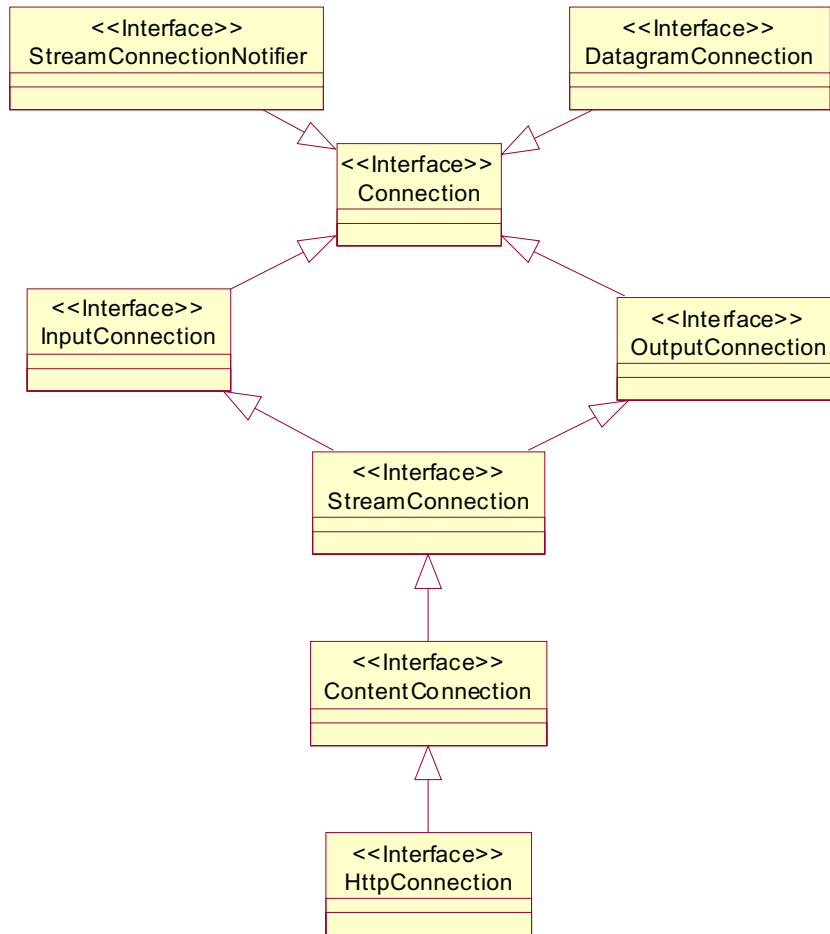 <<Interface>>
StreamConnectionNotifier
<<Interface>>
DatagramConnection
<<Interface>>
Connection
<<Interface>>
InputConnection
<<Interface>>
OutputConnection
<<Interface>>
StreamConnection
<<Interface>>
ContentConnection
<<Interface>>
HttpConnection